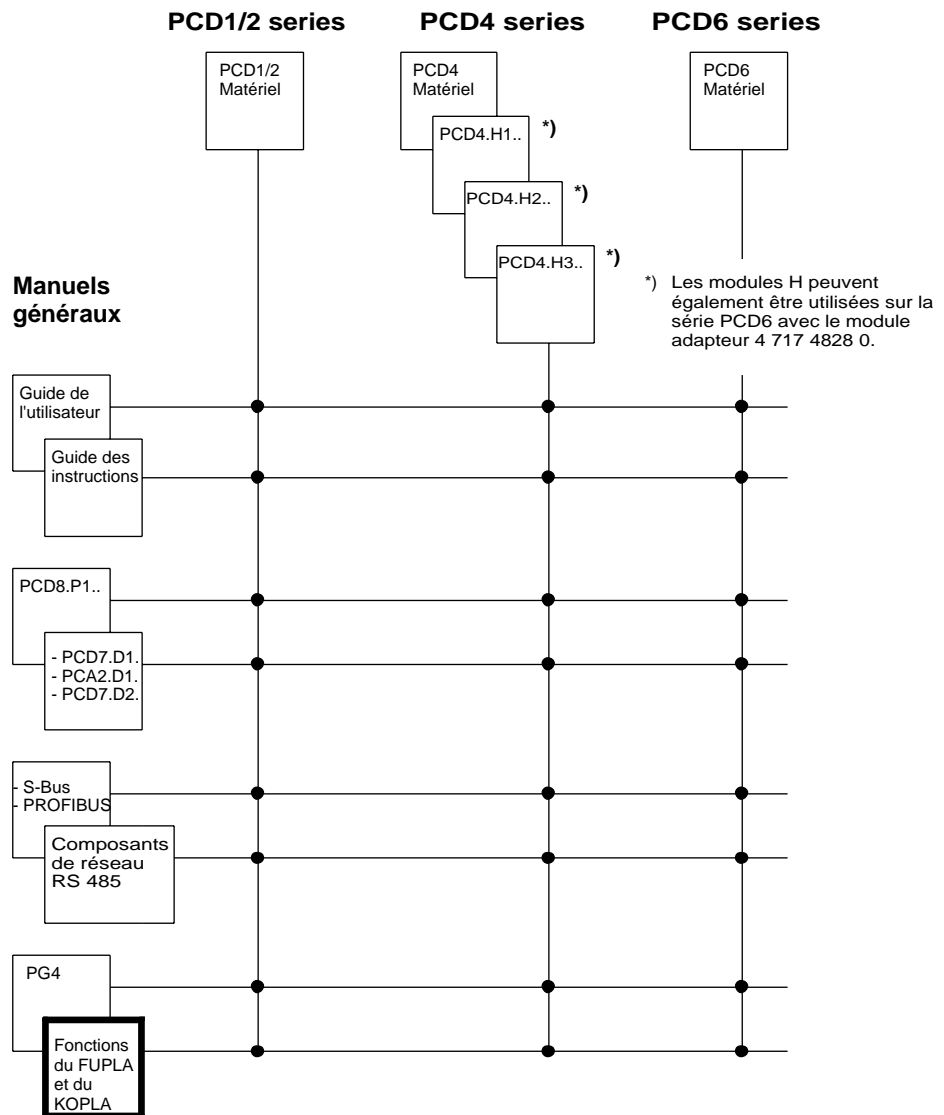 PCD1/2 series
PCD4 series
PCD6 series
PCD1/2
Matériel
PCD4
Matériel
PCD6
Matériel
PCD4.H1..
*)
PCD4.H2..
*)
PCD4.H3..
*)
*) Les modules H peuvent
également être utilisées sur la
série PCD6 avec le module
adapteur 4 717 4828 0.
Manuels
généraux
Guide de
l'utilisateur
Guide des
instructions
PCD8.P1..
- PCD7.D1.
- PCA2.D1.
- PCD7.D2.
- S-Bus
- PROFIBUS
Composants
de réseau
RS 485
PG4
Fonctions
du FUPLA
et du
KOPLA